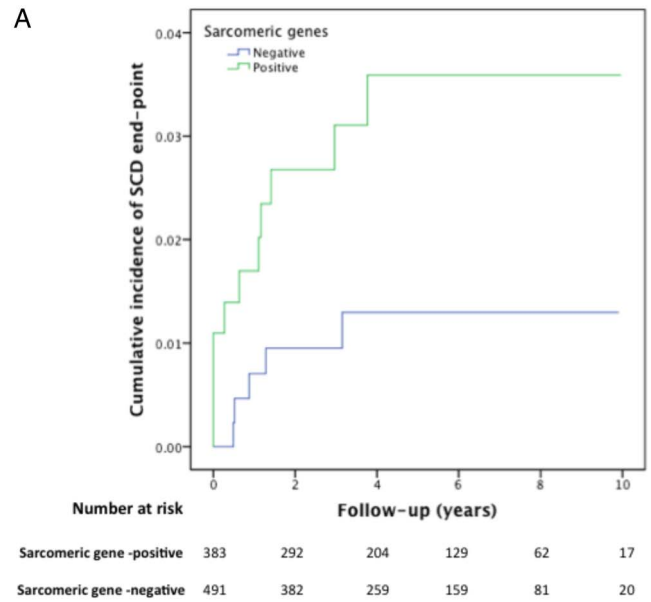 A
Sarcomeric genes
Negative
Positive
Cumulative incidence of SCD end-point
0.04
0.03
0.02
0.01
0.00
0 2 4 6 8 10
Number at risk Follow-up (years)
Sarcomeric gene -positive 383 292 204 129 62 17
Sarcomeric gene -negative 491 382 259 159 81 20